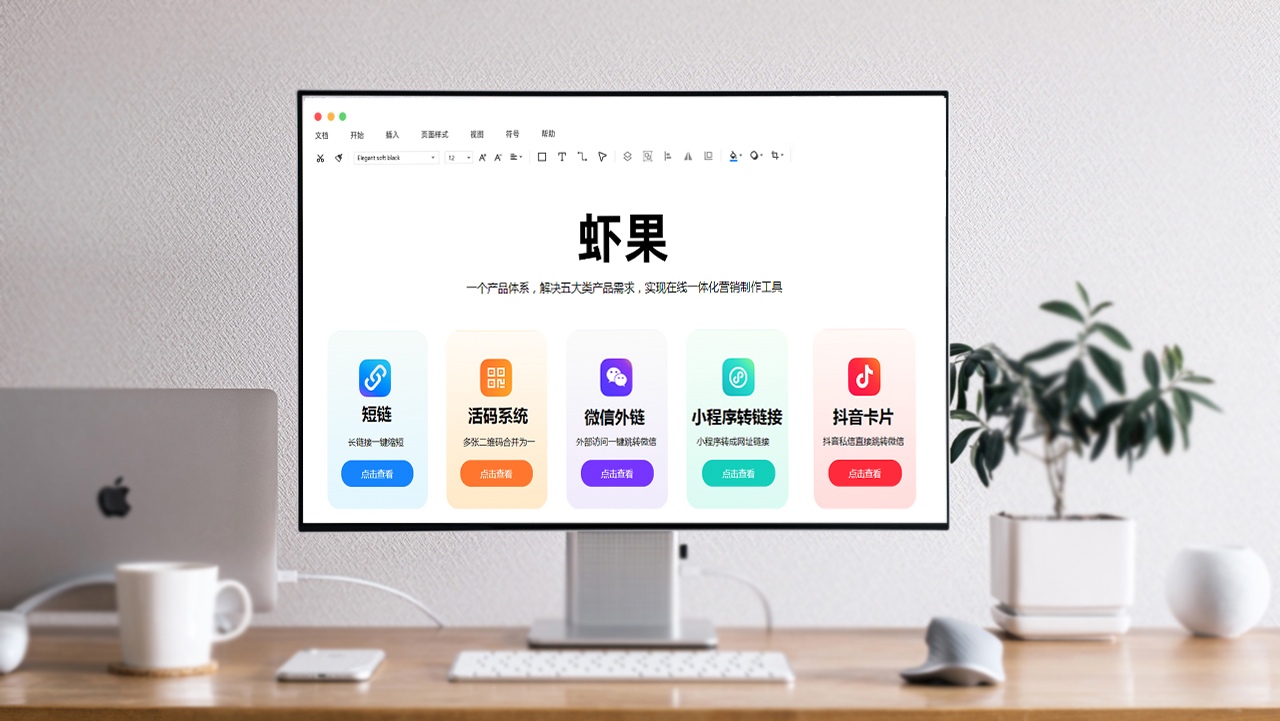 文档 开始 插入 页面样式 视图 符号 帮助
Elegant soft black 12
虾果
一个产品体系，解决五大类产品需求，实现在线一体化营销制作工具
短链 活码系统 微信外链 小程序转链接 抖音卡片
长链接一键缩短 多张二维码合并为一 外部访问一键跳转微信 小程序转成网址链接 抖音私信直接跳转微信
点击查看 点击查看 点击查看 点击查看 点击查看